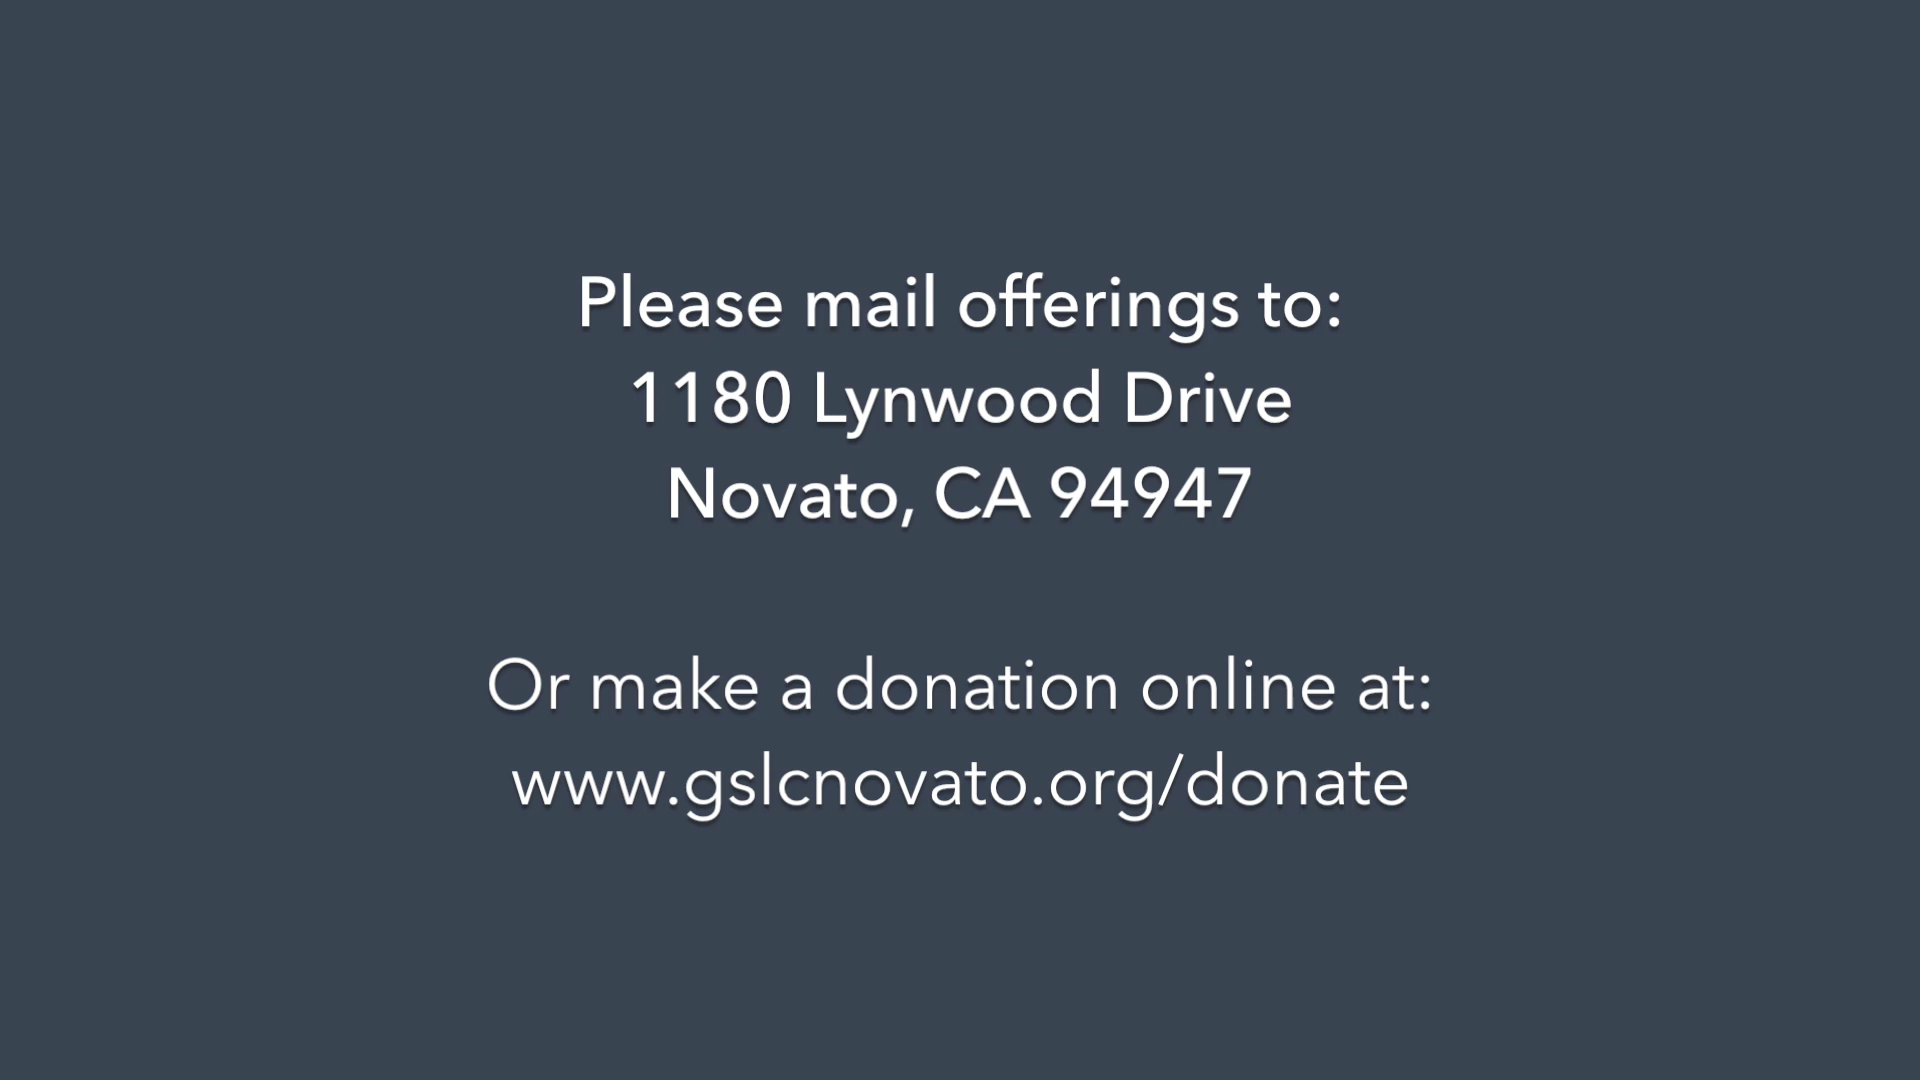 Please mail offerings to:
1180 Lynwood Drive
Novato, CA 94947
Or make a donation online at:
www.gslcnovato.org/donate